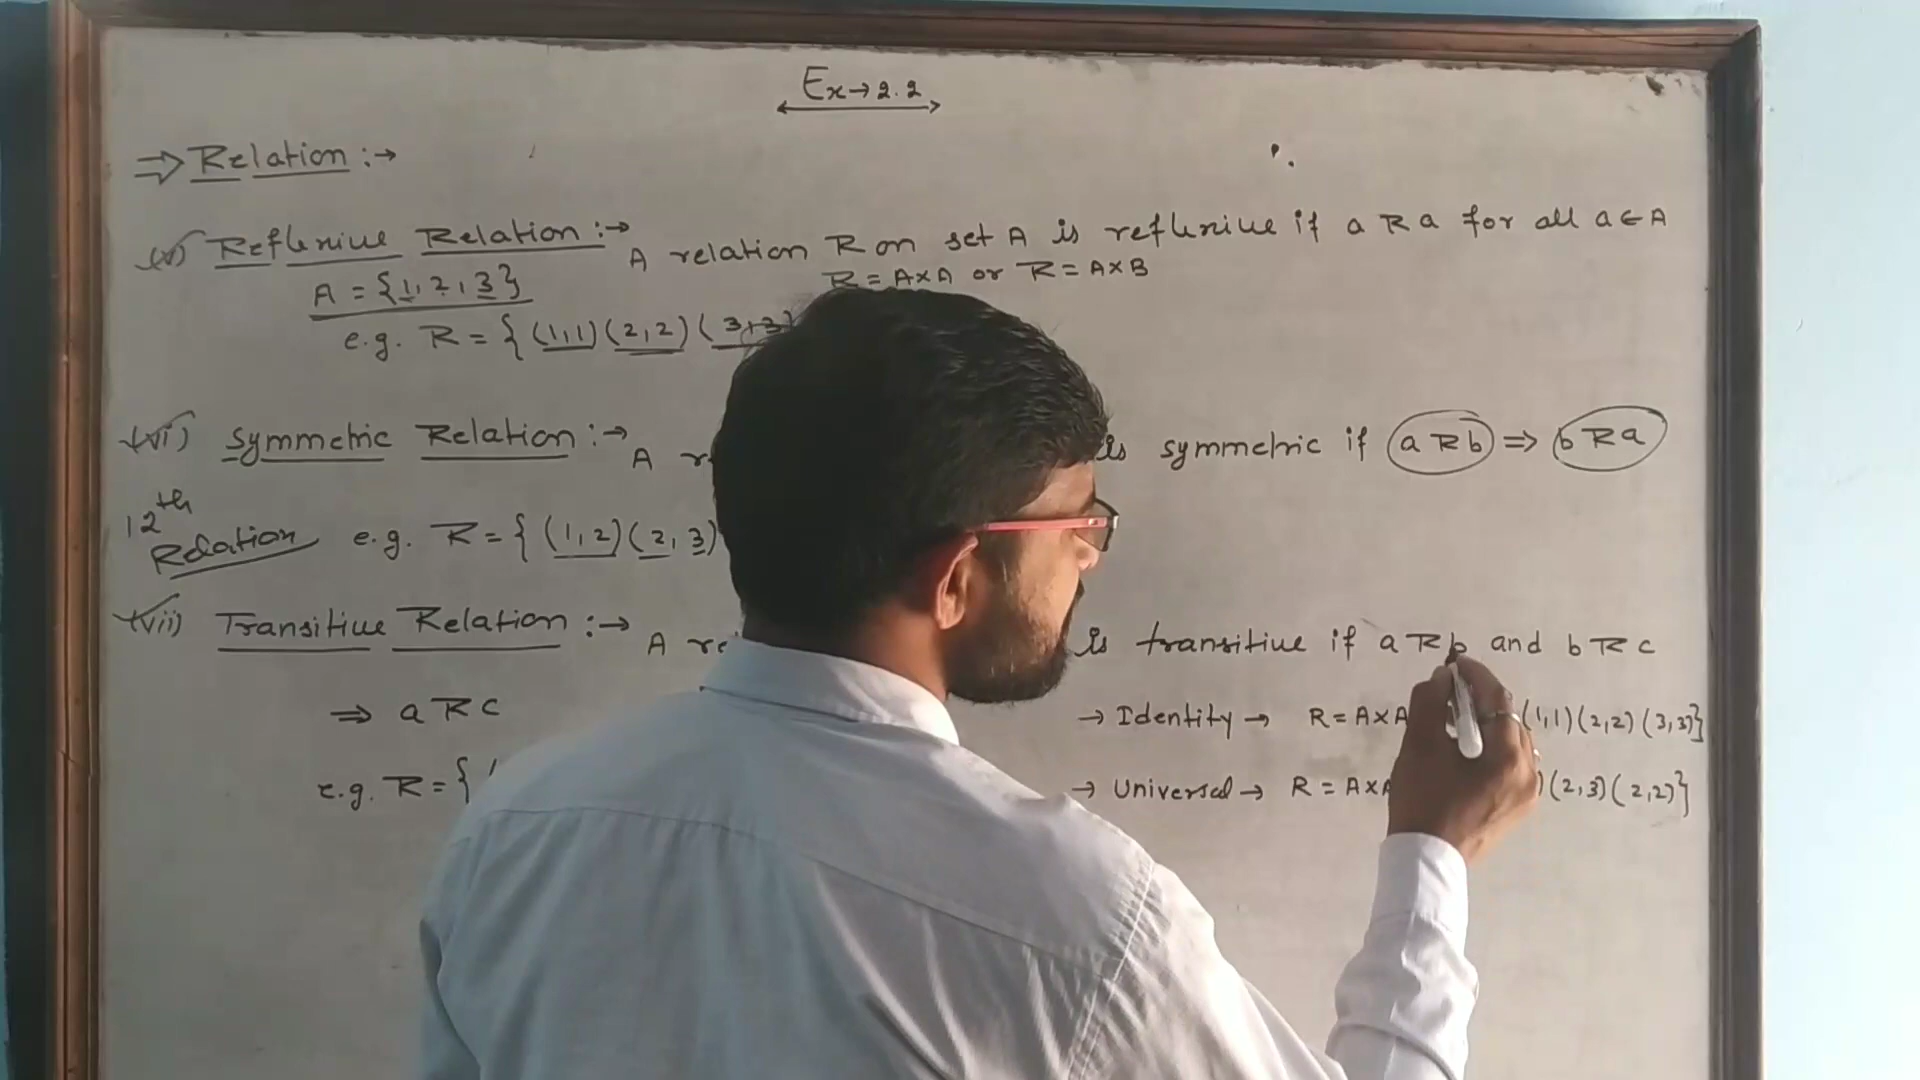 Ex→2.2
⇒ Relation :→
(v) Reflexive Relation :→ A relation R on set A is reflexive if a R a for all a ∈ A
A = {1, 2, 3} R = A×A or R = A×B
e.g. R = { (1,1) (2,2) (3,3)
(vi) Symmetric Relation :→ A is symmetric if a R b ⇒ b R a
12th
Relation e.g. R = { (1,2) (2,3)
(vii) Transitive Relation :→ A is transitive if a R b and b R c
⇒ a R c → Identity → R = A×A (1,1) (2,2) (3,3)}
e.g. R = { → Universal → R = A×A ) (2,3) (2,2)}